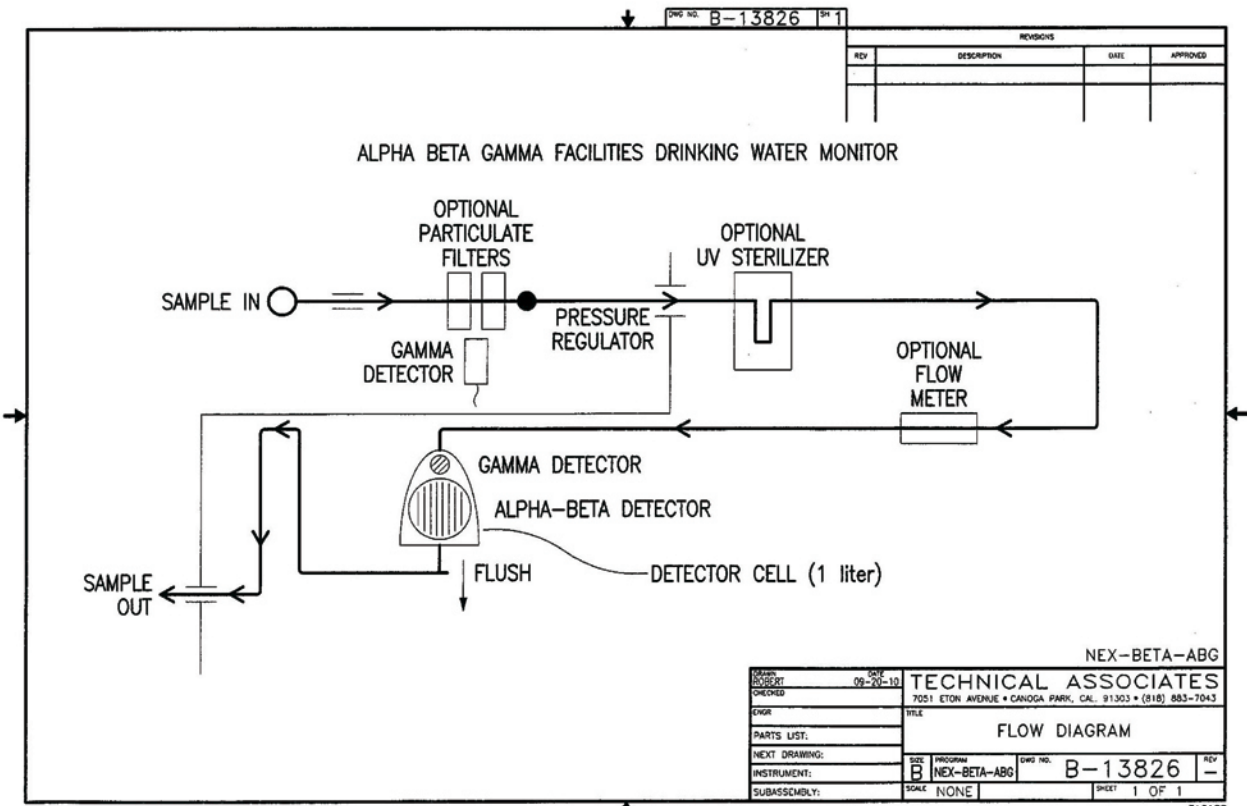 DWG NO. B-13826 SH 1
REVISIONS
REV DESCRIPTION DATE APPROVED
ALPHA BETA GAMMA FACILITIES DRINKING WATER MONITOR
OPTIONAL
PARTICULATE
FILTERS
OPTIONAL
UV STERILIZER
SAMPLE IN
PRESSURE
REGULATOR
GAMMA
DETECTOR
OPTIONAL
FLOW
METER
GAMMA DETECTOR
ALPHA-BETA DETECTOR
FLUSH
DETECTOR CELL (1 liter)
SAMPLE
OUT
NEX-BETA-ABG
DRAWN DATE
ROBERT 09-20-10
CHECKED
ENGR
PARTS LIST:
NEXT DRAWING:
INSTRUMENT:
SUBASSEMBLY:
TECHNICAL ASSOCIATES
7051 ETON AVENUE • CANOGA PARK, CAL. 91303 • (818) 883-7043
TITLE
FLOW DIAGRAM
SIZE B PROGRAM NEX-BETA-ABG DWG NO. B-13826 REV -
SCALE NONE SHEET 1 OF 1